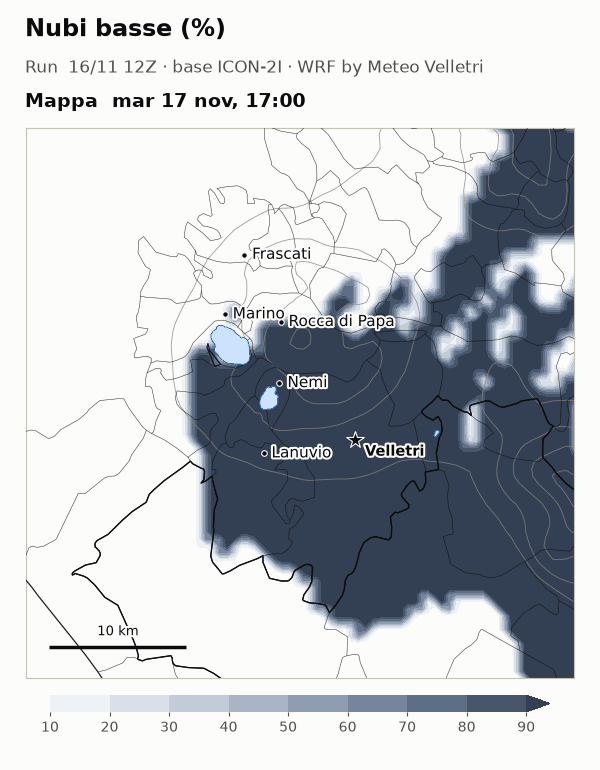 Nubi basse (%)
Run  16/11 12Z · base ICON-2I · WRF by Meteo Velletri
Mappa  mar 17 nov, 17:00
Frascati
Marino
Rocca di Papa
Nemi
Velletri
Lanuvio
10 km
10 20 30 40 50 60 70 80 90